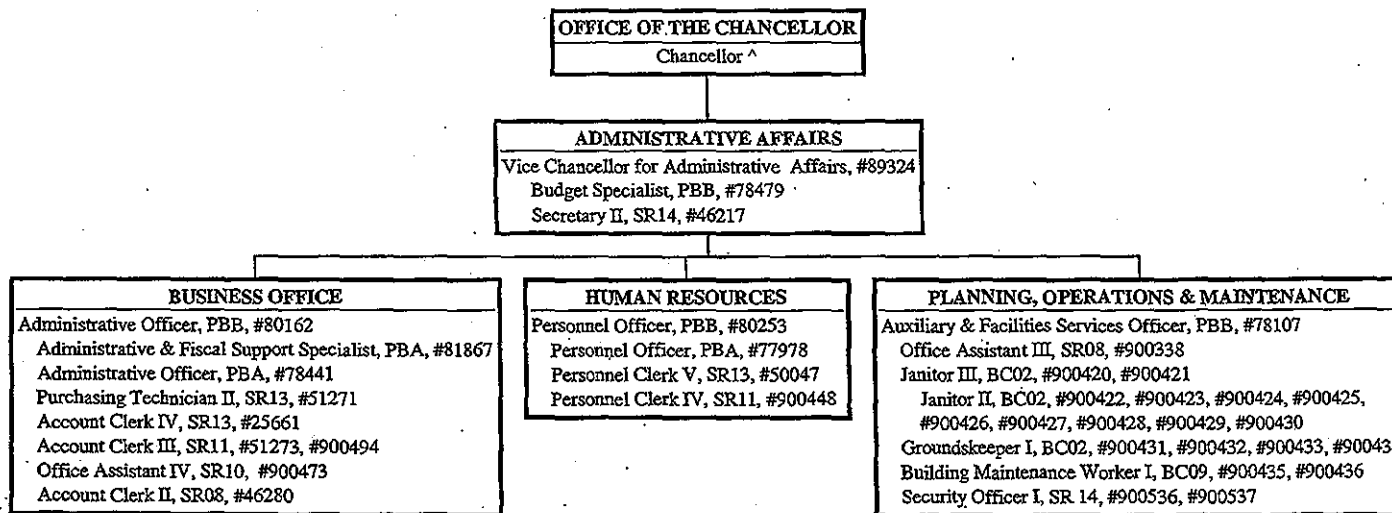 OFFICE OF THE CHANCELLOR
Chancellor ^
ADMINISTRATIVE AFFAIRS
Vice Chancellor for Administrative Affairs, #89324
Budget Specialist, PBB, #78479
Secretary II, SR14, #46217
BUSINESS OFFICE
Administrative Officer, PBB, #80162
Administrative & Fiscal Support Specialist, PBA, #81867
Administrative Officer, PBA, #78441
Purchasing Technician II, SR13, #51271
Account Clerk IV, SR13, #25661
Account Clerk III, SR11, #51273, #900494
Office Assistant IV, SR10, #900473
Account Clerk II, SR08, #46280
HUMAN RESOURCES
Personnel Officer, PBB, #80253
Personnel Officer, PBA, #77978
Personnel Clerk V, SR13, #50047
Personnel Clerk IV, SR11, #900448
PLANNING, OPERATIONS & MAINTENANCE
Auxiliary & Facilities Services Officer, PBB, #78107
Office Assistant III, SR08, #900338
Janitor III, BC02, #900420, #900421
Janitor II, BC02, #900422, #900423, #900424, #900425,
#900426, #900427, #900428, #900429, #900430
Groundskeeper I, BC02, #900431, #900432, #900433, #90043
Building Maintenance Worker I, BC09, #900435, #900436
Security Officer I, SR 14, #900536, #900537